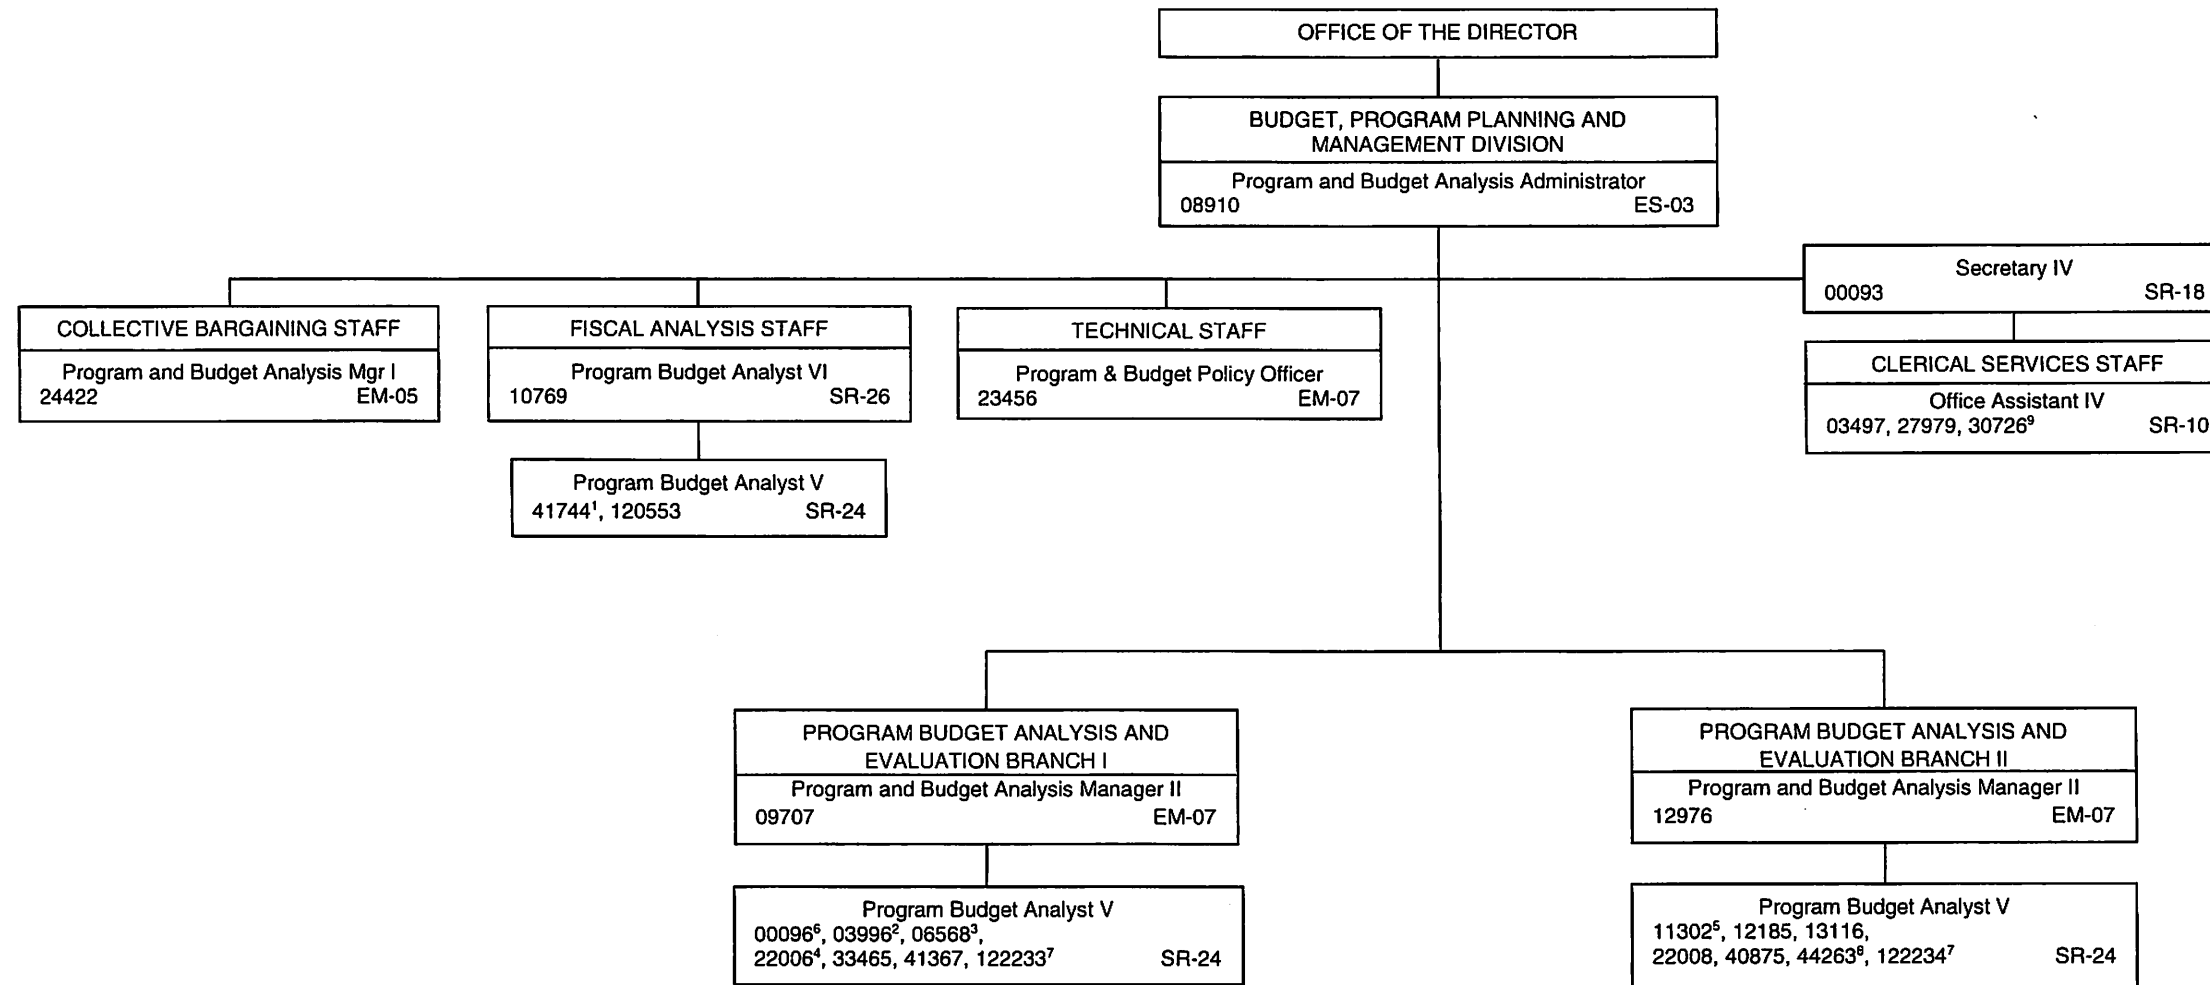 OFFICE OF THE DIRECTOR
BUDGET, PROGRAM PLANNING AND
MANAGEMENT DIVISION
Program and Budget Analysis Administrator
08910 ES-03
Secretary IV
00093 SR-18
CLERICAL SERVICES STAFF
Office Assistant IV
03497, 27979, 30726⁹ SR-10
COLLECTIVE BARGAINING STAFF
Program and Budget Analysis Mgr I
24422 EM-05
FISCAL ANALYSIS STAFF
Program Budget Analyst VI
10769 SR-26
Program Budget Analyst V
41744¹, 120553 SR-24
TECHNICAL STAFF
Program & Budget Policy Officer
23456 EM-07
PROGRAM BUDGET ANALYSIS AND
EVALUATION BRANCH I
Program and Budget Analysis Manager II
09707 EM-07
Program Budget Analyst V
00096⁶, 03996², 06568³,
22006⁴, 33465, 41367, 122233⁷ SR-24
PROGRAM BUDGET ANALYSIS AND
EVALUATION BRANCH II
Program and Budget Analysis Manager II
12976 EM-07
Program Budget Analyst V
11302⁵, 12185, 13116,
22008, 40875, 44263⁸, 122234⁷ SR-24